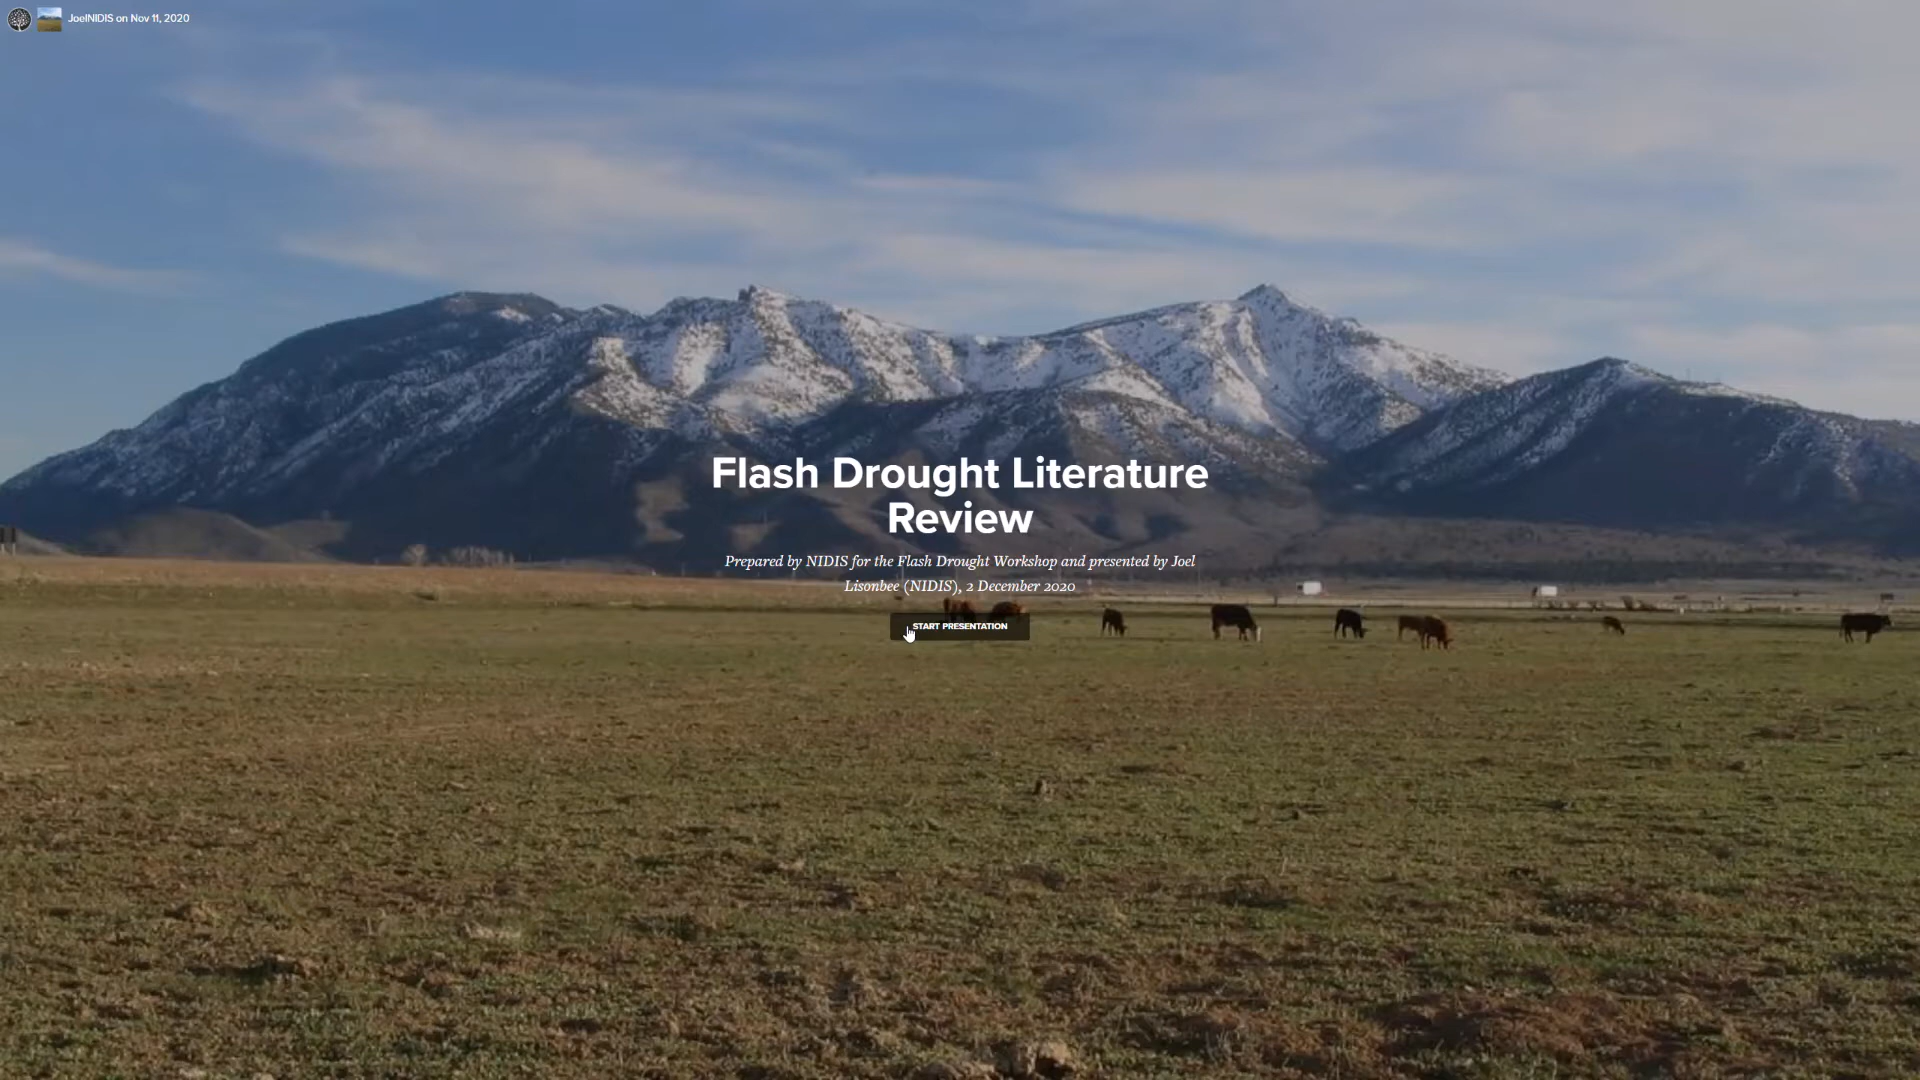 JoelNIDIS on Nov 11, 2020
Flash Drought Literature
Review
Prepared by NIDIS for the Flash Drought Workshop and presented by Joel
Lisonbee (NIDIS), 2 December 2020
START PRESENTATION